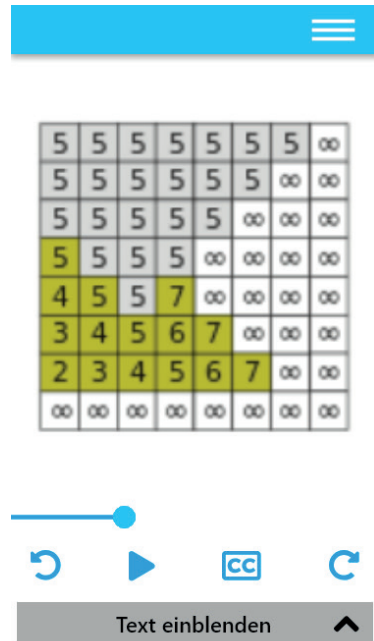 5 5 5 5 5 5 5 ∞
5 5 5 5 5 5 ∞ ∞
5 5 5 5 5 ∞ ∞ ∞
5 5 5 5 ∞ ∞ ∞ ∞
4 5 5 7 ∞ ∞ ∞ ∞
3 4 5 6 7 ∞ ∞ ∞
2 3 4 5 6 7 ∞ ∞
∞ ∞ ∞ ∞ ∞ ∞ ∞ ∞
CC
Text einblenden